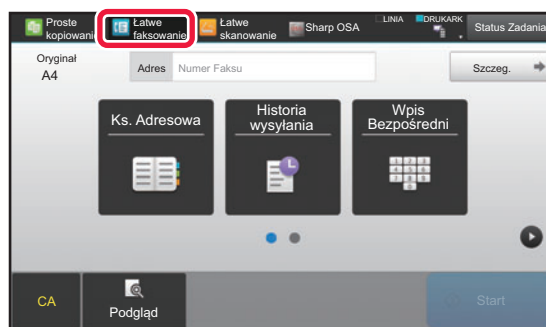 Proste
kopiowanie
Łatwe
faksowanie
Łatwe
skanowanie
Sharp OSA
LINIA
DRUKARK
Status Zadania
Oryginał
A4
Adres
Numer Faksu
Szczeg.
Ks. Adresowa
Historia
wysyłania
Wpis
Bezpośredni
CA
Podgląd
Start